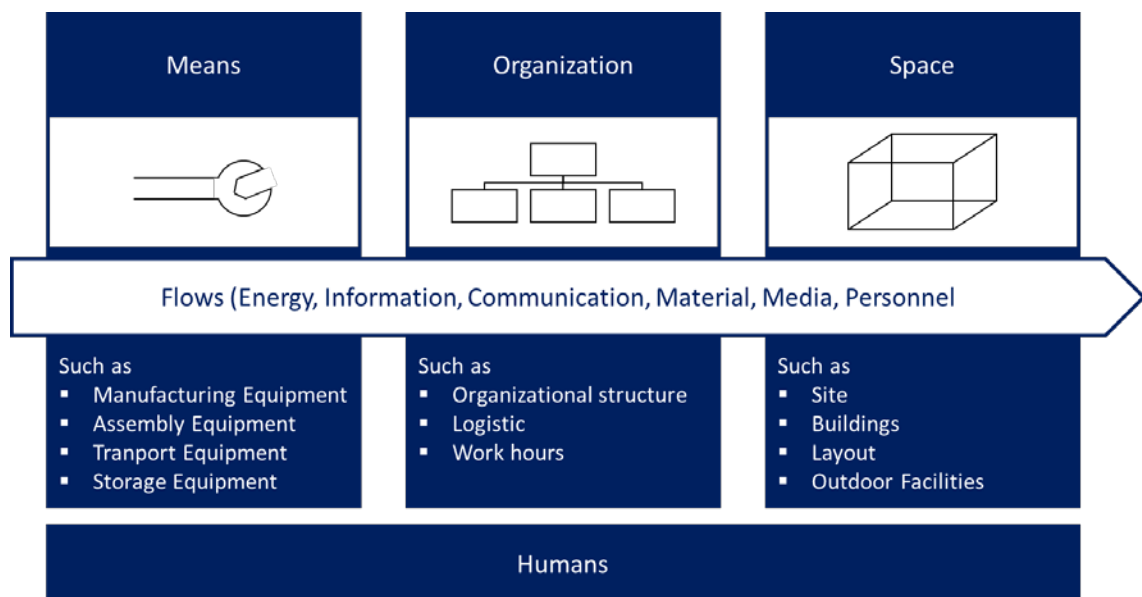 Means
Organization
Space
Flows (Energy, Information, Communication, Material, Media, Personnel
Such as
▪ Manufacturing Equipment
▪ Assembly Equipment
▪ Tranport Equipment
▪ Storage Equipment
Such as
▪ Organizational structure
▪ Logistic
▪ Work hours
Such as
▪ Site
▪ Buildings
▪ Layout
▪ Outdoor Facilities
Humans